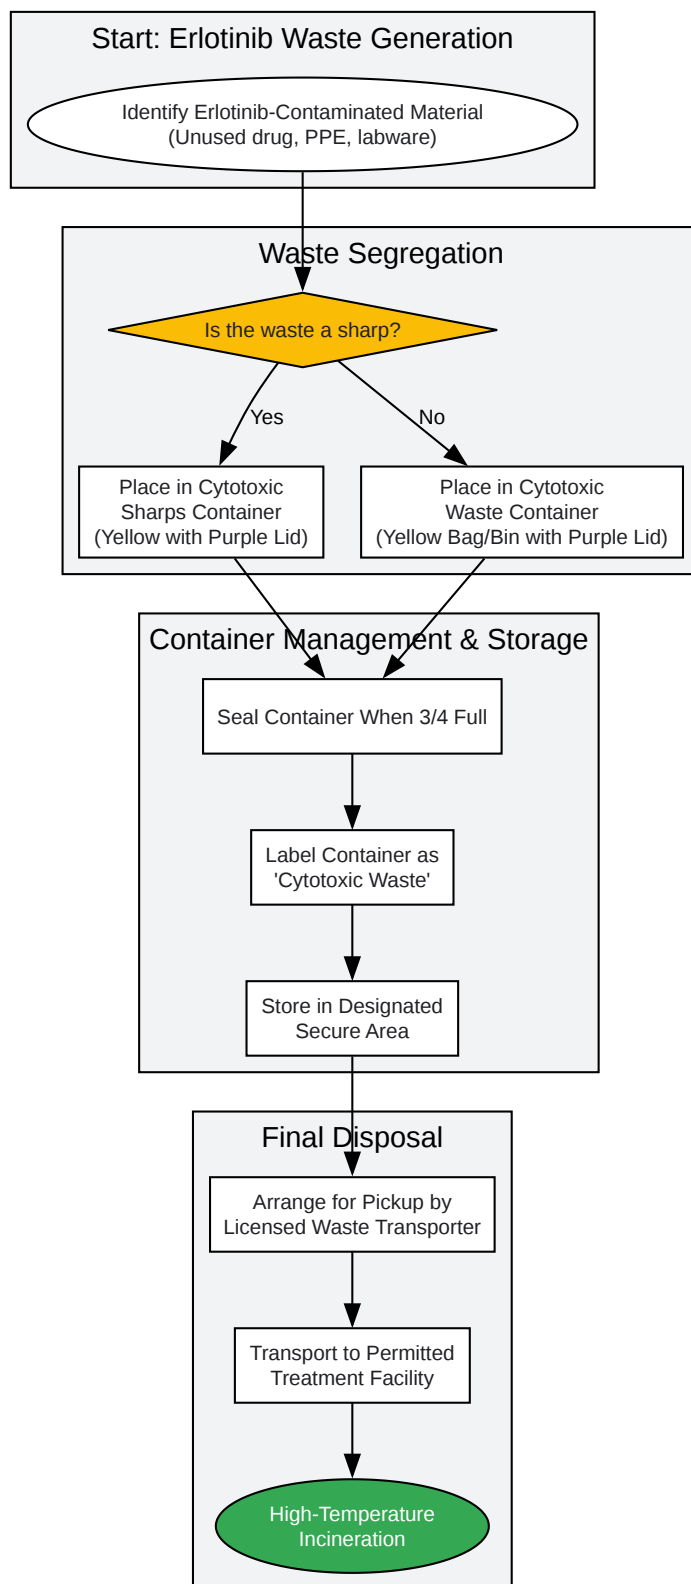 Start: Erlotinib Waste Generation
Identify Erlotinib-Contaminated Material
(Unused drug, PPE, labware)
Waste Segregation
Is the waste a sharp?
Yes
No
Place in Cytotoxic
Sharps Container
(Yellow with Purple Lid)
Place in Cytotoxic
Waste Container
(Yellow Bag/Bin with Purple Lid)
Container Management & Storage
Seal Container When 3/4 Full
Label Container as
'Cytotoxic Waste'
Store in Designated
Secure Area
Final Disposal
Arrange for Pickup by
Licensed Waste Transporter
Transport to Permitted
Treatment Facility
High-Temperature
Incineration